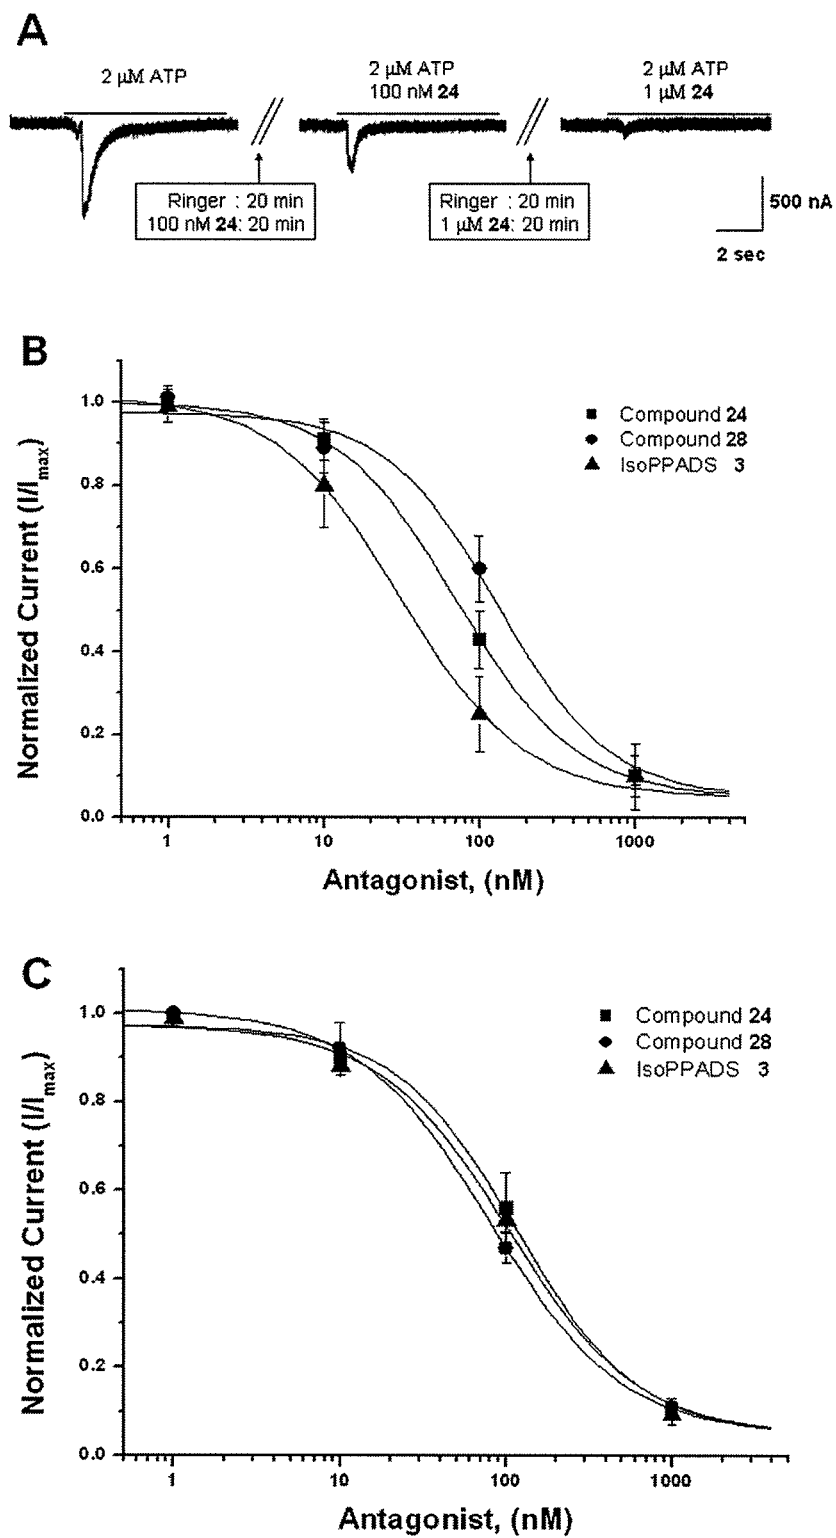 A
2 µM ATP
2 µM ATP
100 nM 24
2 µM ATP
1 µM 24
Ringer : 20 min
100 nM 24: 20 min
Ringer : 20 min
1 µM 24: 20 min
500 nA
2 sec
B
Normalized Current (I/Imax)
1.0
0.8
0.6
0.4
0.2
0.0
Compound 24
Compound 28
IsoPPADS 3
1 10 100 1000
Antagonist, (nM)
C
Normalized Current (I/Imax)
1.0
0.8
0.6
0.4
0.2
0.0
Compound 24
Compound 28
IsoPPADS 3
1 10 100 1000
Antagonist, (nM)